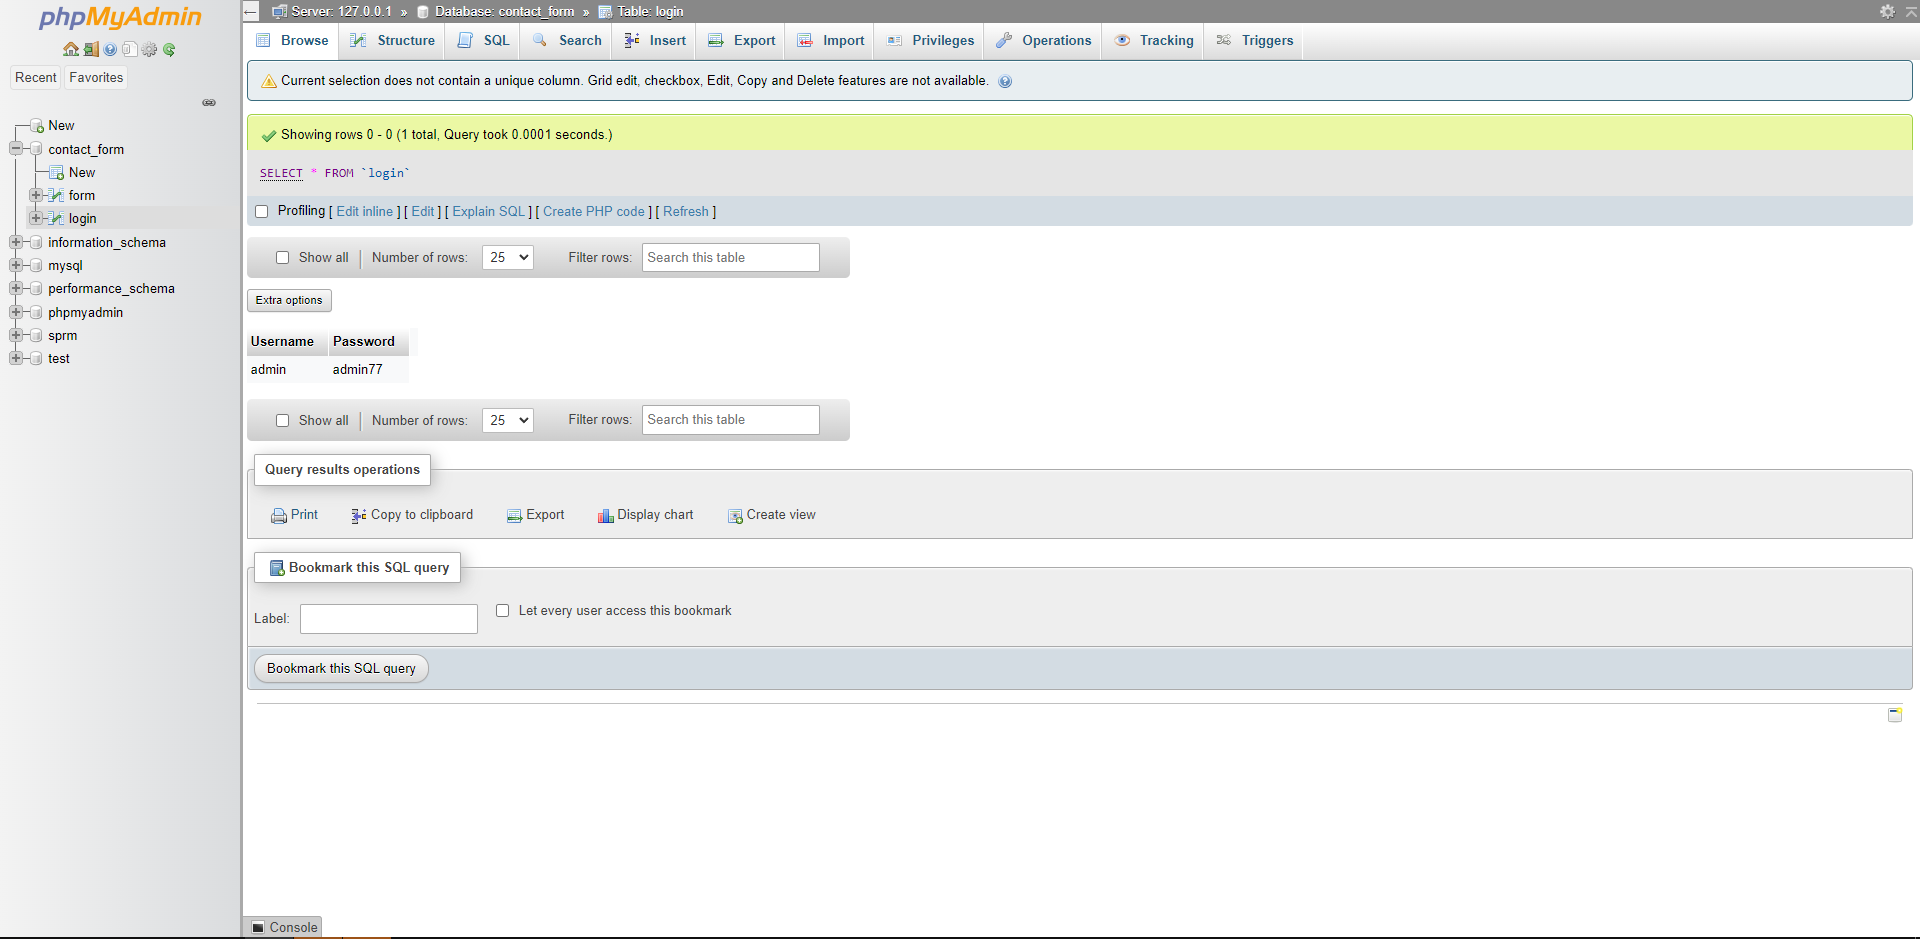 phpMyAdmin
Recent Favorites
New
contact_form
New
form
login
information_schema
mysql
performance_schema
phpmyadmin
sprm
test
Server: 127.0.0.1 » Database: contact_form » Table: login
Browse Structure SQL Search Insert Export Import Privileges Operations Tracking Triggers
Current selection does not contain a unique column. Grid edit, checkbox, Edit, Copy and Delete features are not available.
Showing rows 0 - 0 (1 total, Query took 0.0001 seconds.)
SELECT * FROM `login`
Profiling [ Edit inline ] [ Edit ] [ Explain SQL ] [ Create PHP code ] [ Refresh ]
Show all Number of rows: 25 Filter rows: Search this table
Extra options
Username Password
admin admin77
Show all Number of rows: 25 Filter rows: Search this table
Query results operations
Print Copy to clipboard Export Display chart Create view
Bookmark this SQL query
Label: Let every user access this bookmark
Bookmark this SQL query
Console